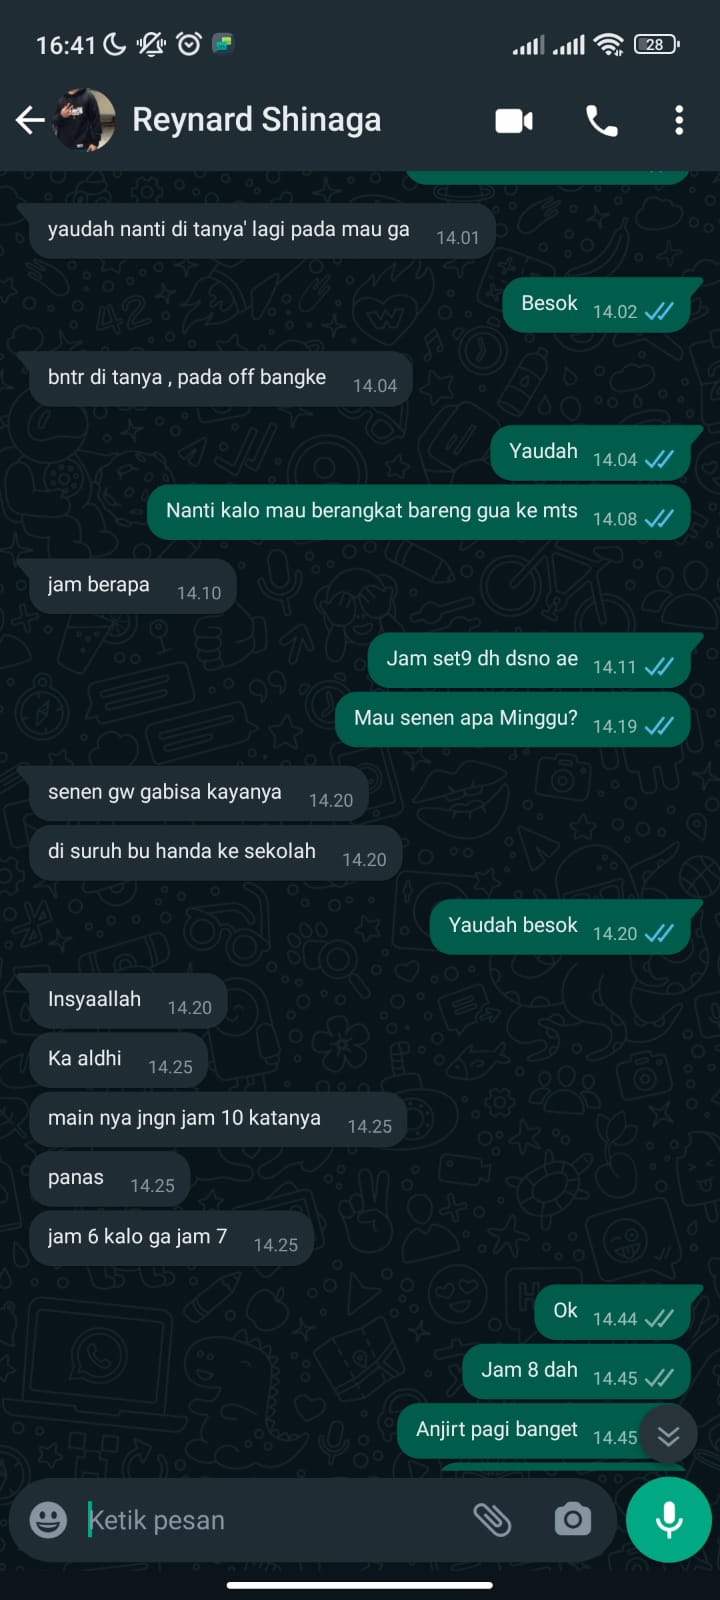 16:41
28
Reynard Shinaga
yaudah nanti di tanya' lagi pada mau ga 14.01
Besok 14.02
bntr di tanya , pada off bangke 14.04
Yaudah 14.04
Nanti kalo mau berangkat bareng gua ke mts 14.08
jam berapa 14.10
Jam set9 dh dsno ae 14.11
Mau senen apa Minggu? 14.19
senen gw gabisa kayanya 14.20
di suruh bu handa ke sekolah 14.20
Yaudah besok 14.20
Insyaallah 14.20
Ka aldhi 14.25
main nya jngn jam 10 katanya 14.25
panas 14.25
jam 6 kalo ga jam 7 14.25
Ok 14.44
Jam 8 dah 14.45
Anjirt pagi banget 14.45
Ketik pesan